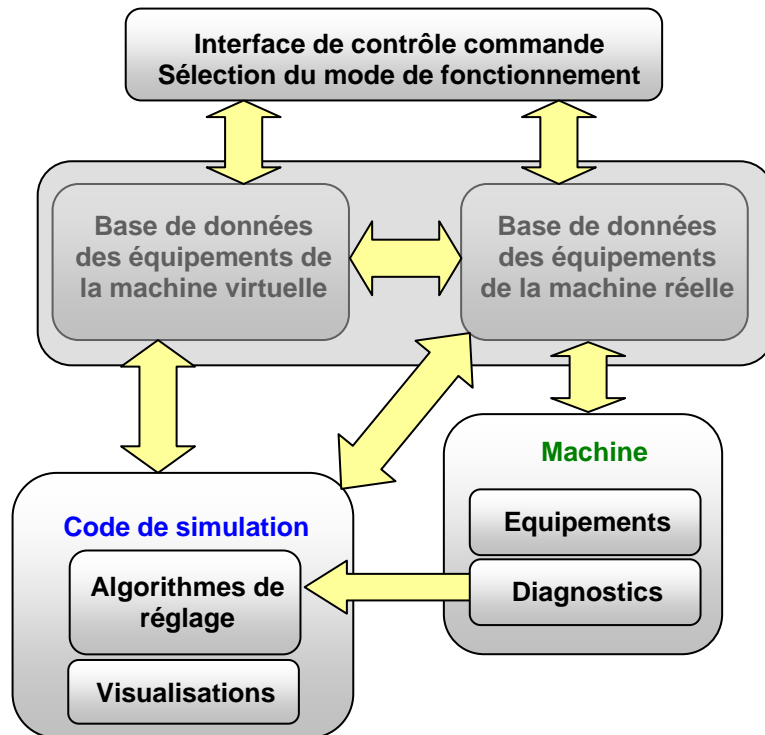 Interface de contrôle commande
Sélection du mode de fonctionnement
Base de données
des équipements de
la machine virtuelle
Base de données
des équipements
de la machine réelle
Machine
Equipements
Diagnostics
Code de simulation
Algorithmes de
réglage
Visualisations